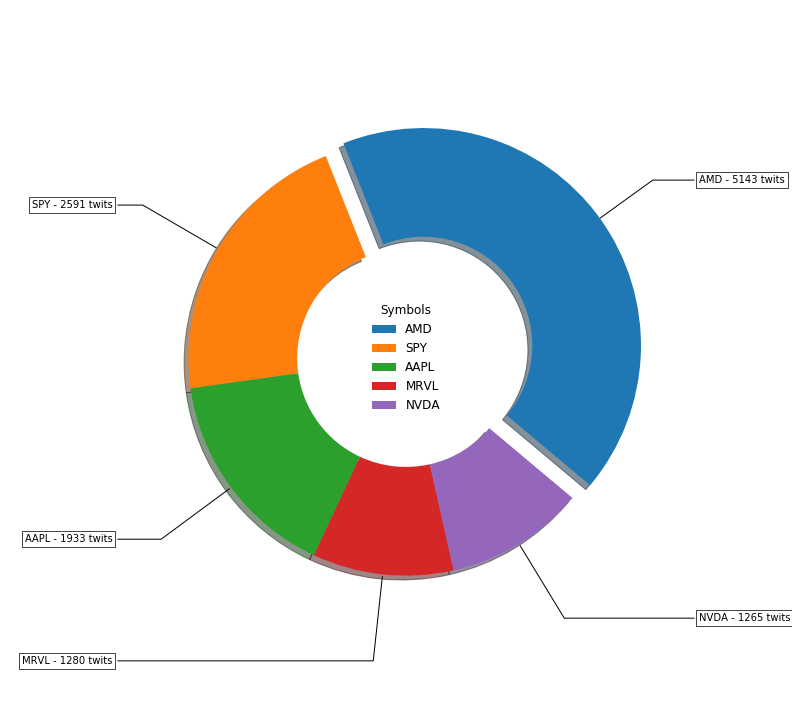 AMD - 5143 twits
SPY - 2591 twits
Symbols
AMD
SPY
AAPL
MRVL
NVDA
AAPL - 1933 twits
NVDA - 1265 twits
MRVL - 1280 twits